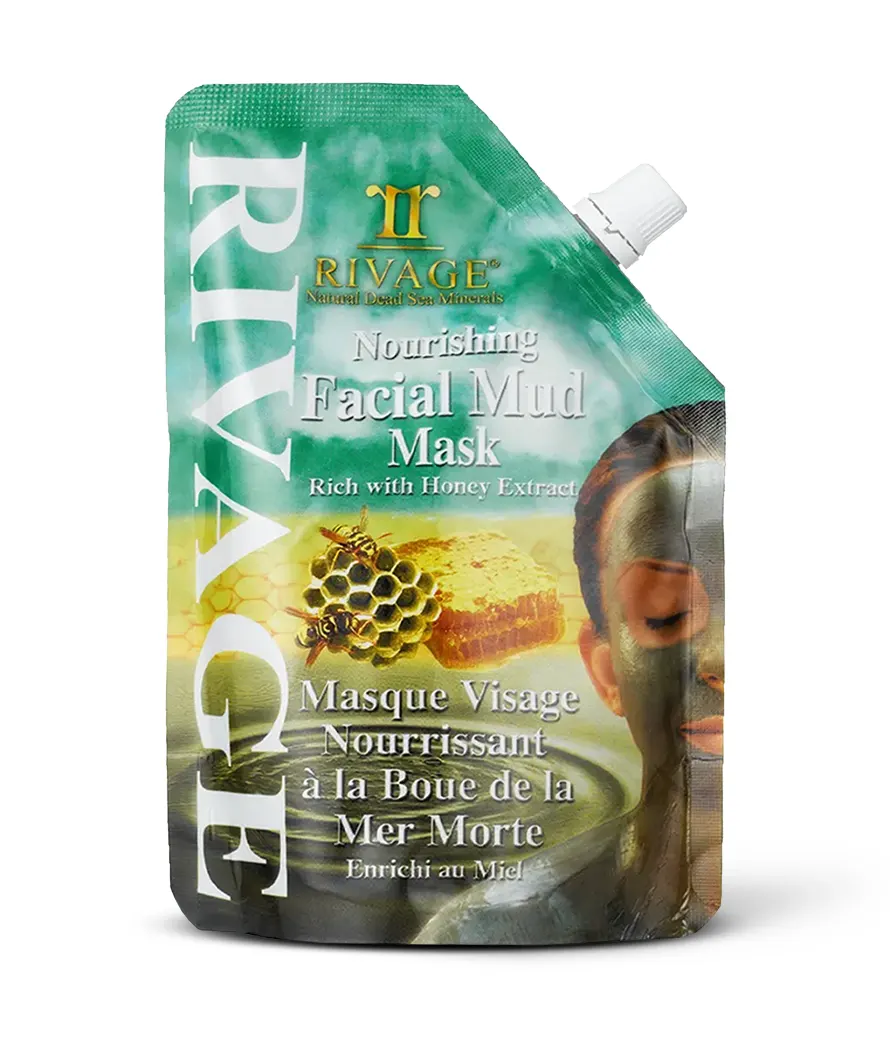 RIVAGE
RIVAGE
Natural Dead Sea Minerals
Nourishing
Facial Mud
Mask
Rich with Honey Extract
Masque Visage
Nourrissant
à la Boue de la
Mer Morte
Enrichi au Miel